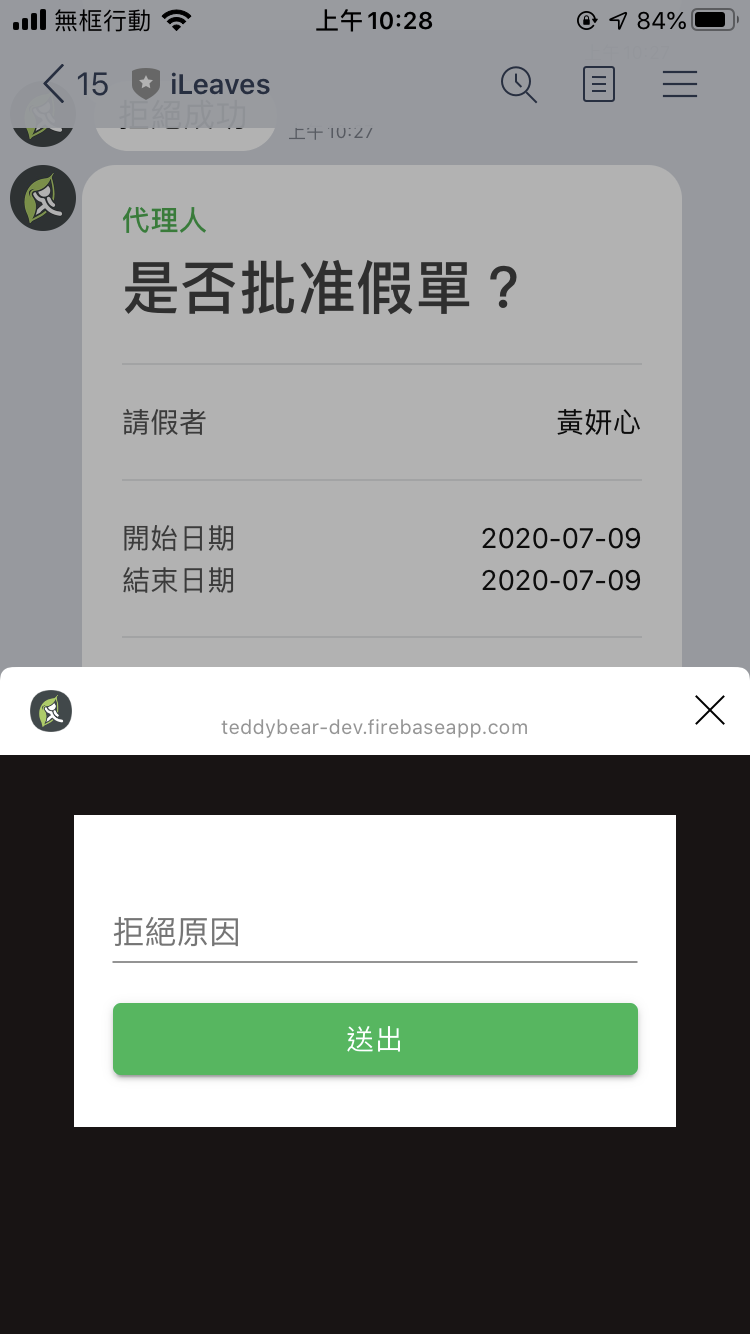 無框行動 上午10:28 84%
15 iLeaves
拒絕成功 上午 10:27
代理人
是否批准假單？
請假者 黃妍心
開始日期 2020-07-09
結束日期 2020-07-09
teddybear-dev.firebaseapp.com
拒絕原因
送出